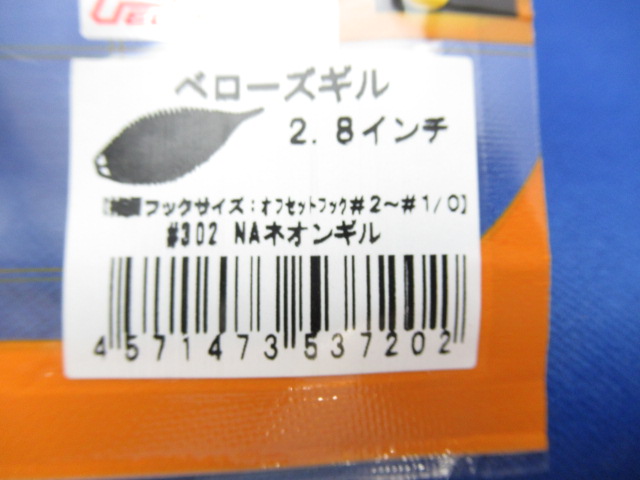 ベローズギル
2.8インチ
フックサイズ:オフセットフック#2～#1/0】
#302 NAネオンギル
4571473537202